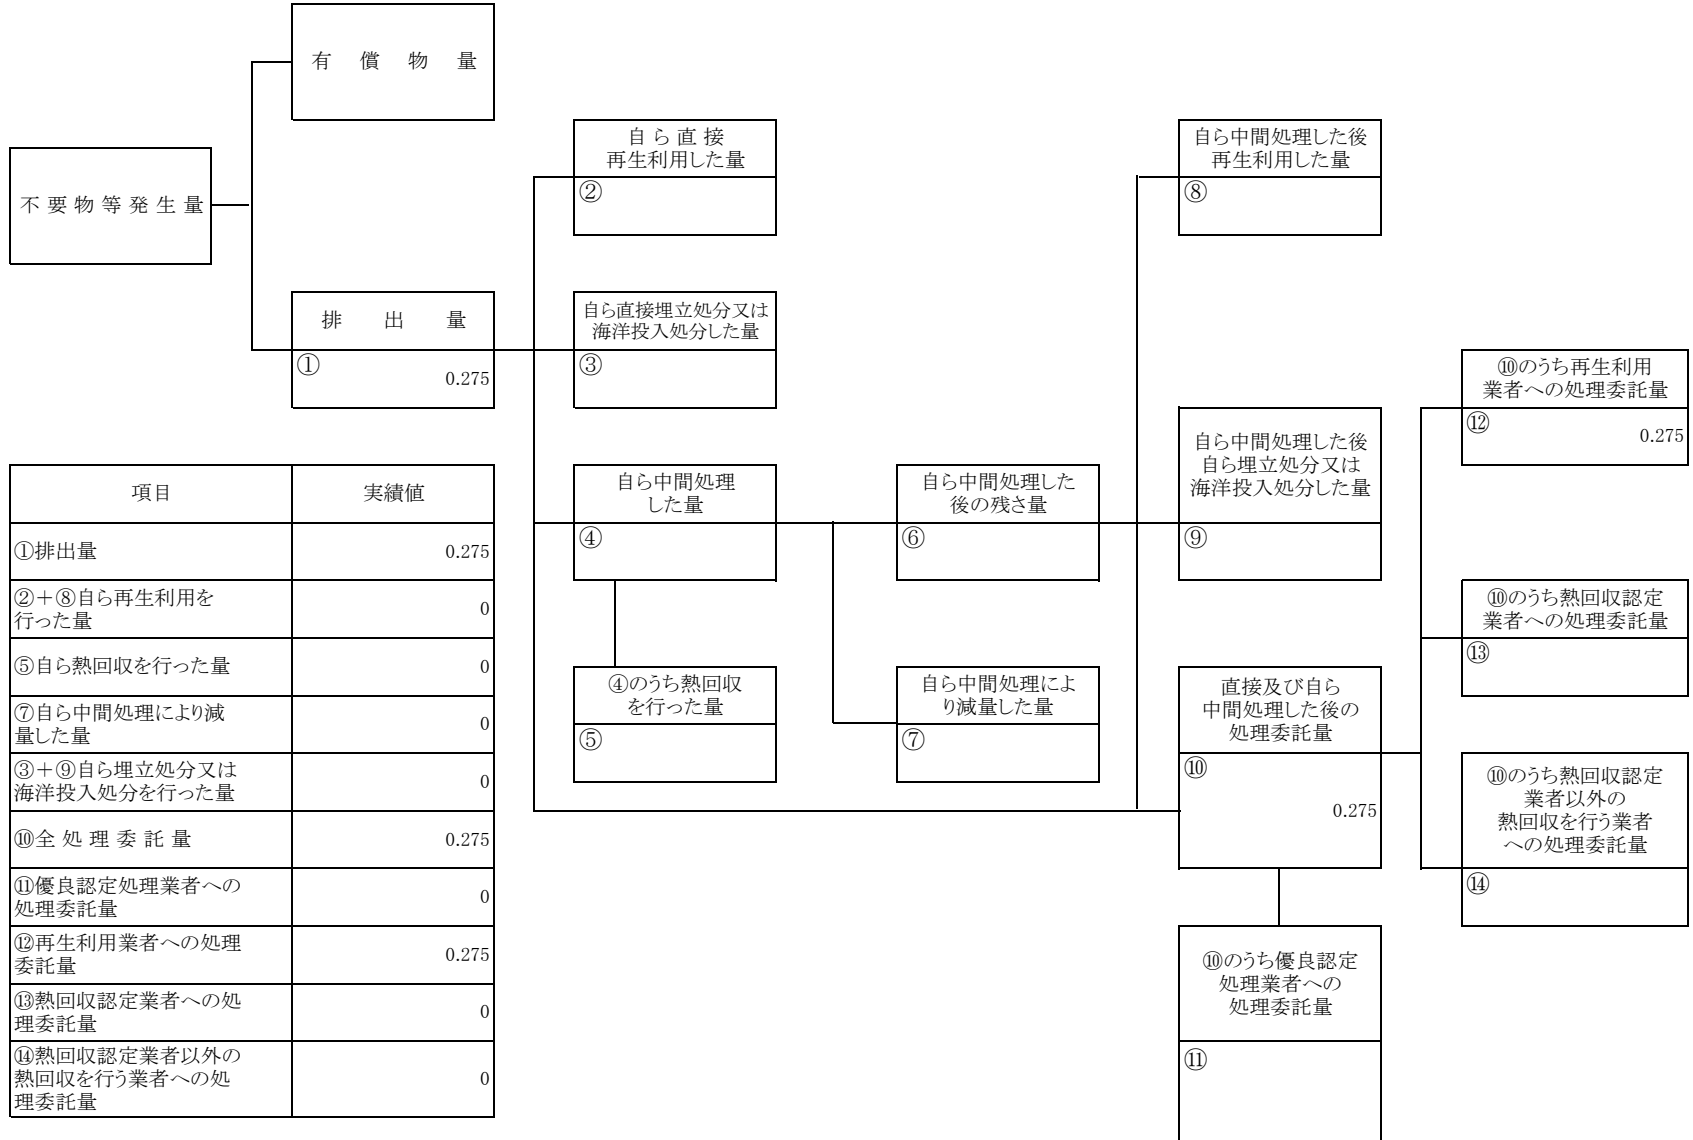 有償物量
不要物等発生量
排出量
①
0.275
自ら直接
再生利用した量
②
自ら直接埋立処分又は
海洋投入処分した量
③
自ら中間処理
した量
④
④のうち熱回収
を行った量
⑤
自ら中間処理した
後の残さ量
⑥
自ら中間処理によ
り減量した量
⑦
自ら中間処理した後
再生利用した量
⑧
自ら中間処理した後
自ら埋立処分又は
海洋投入処分した量
⑨
直接及び自ら
中間処理した後の
処理委託量
⑩
0.275
⑩のうち優良認定
処理業者への
処理委託量
⑪
⑩のうち再生利用
業者への処理委託量
⑫
0.275
⑩のうち熱回収認定
業者への処理委託量
⑬
⑩のうち熱回収認定
業者以外の
熱回収を行う業者
への処理委託量
⑭
項目 実績値
①排出量 0.275
②＋⑧自ら再生利用を
行った量 0
⑤自ら熱回収を行った量 0
⑦自ら中間処理により減
量した量 0
③＋⑨自ら埋立処分又は
海洋投入処分を行った量 0
⑩全処理委託量 0.275
⑪優良認定処理業者への
処理委託量 0
⑫再生利用業者への処理
委託量 0.275
⑬熱回収認定業者への処
理委託量 0
⑭熱回収認定業者以外の
熱回収を行う業者への処
理委託量 0